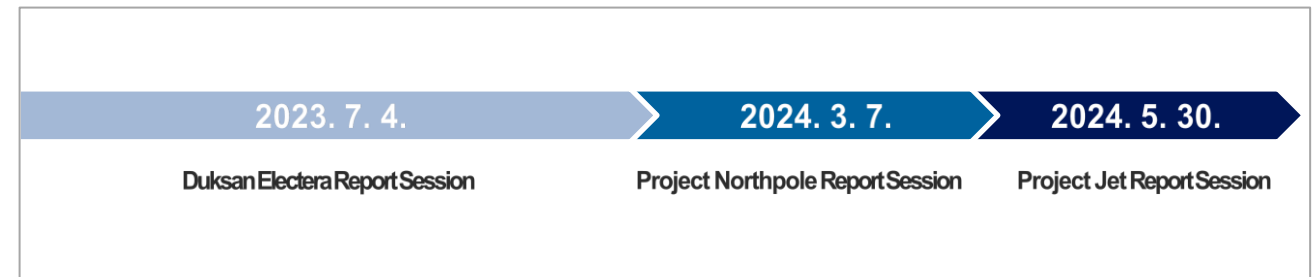 2023. 7. 4.
2024. 3. 7.
2024. 5. 30.
Duksan Electera Report Session
Project Northpole Report Session
Project Jet Report Session